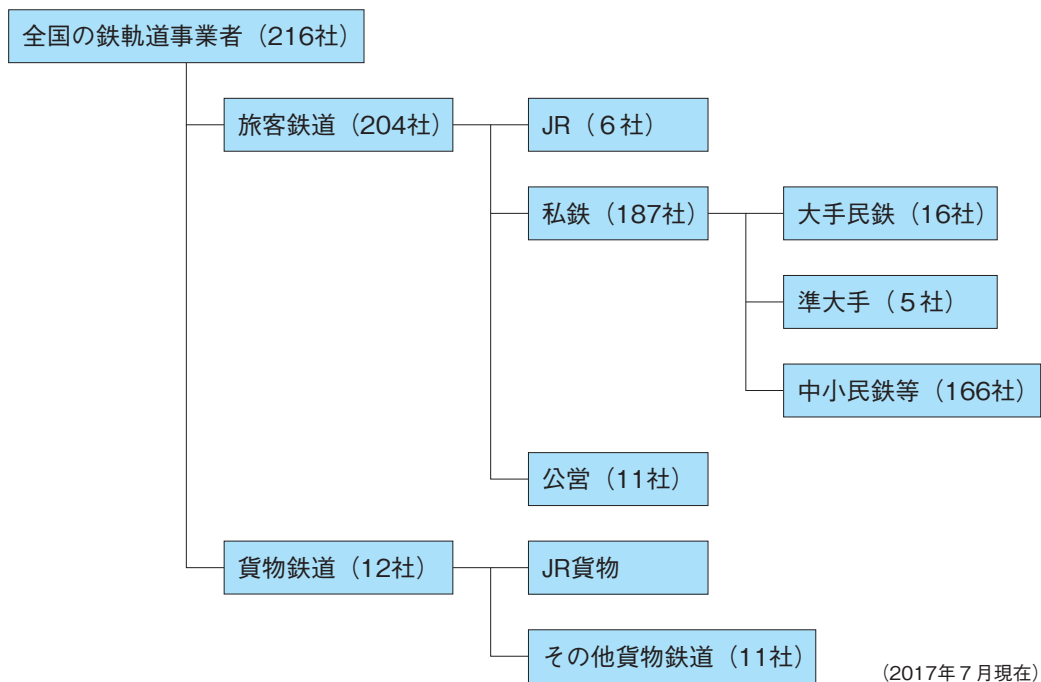 全国の鉄軌道事業者（216社）
旅客鉄道（204社）
JR（６社）
私鉄（187社）
大手民鉄（16社）
準大手（５社）
中小民鉄等（166社）
公営（11社）
貨物鉄道（12社）
JR貨物
その他貨物鉄道（11社）
（2017年７月現在）